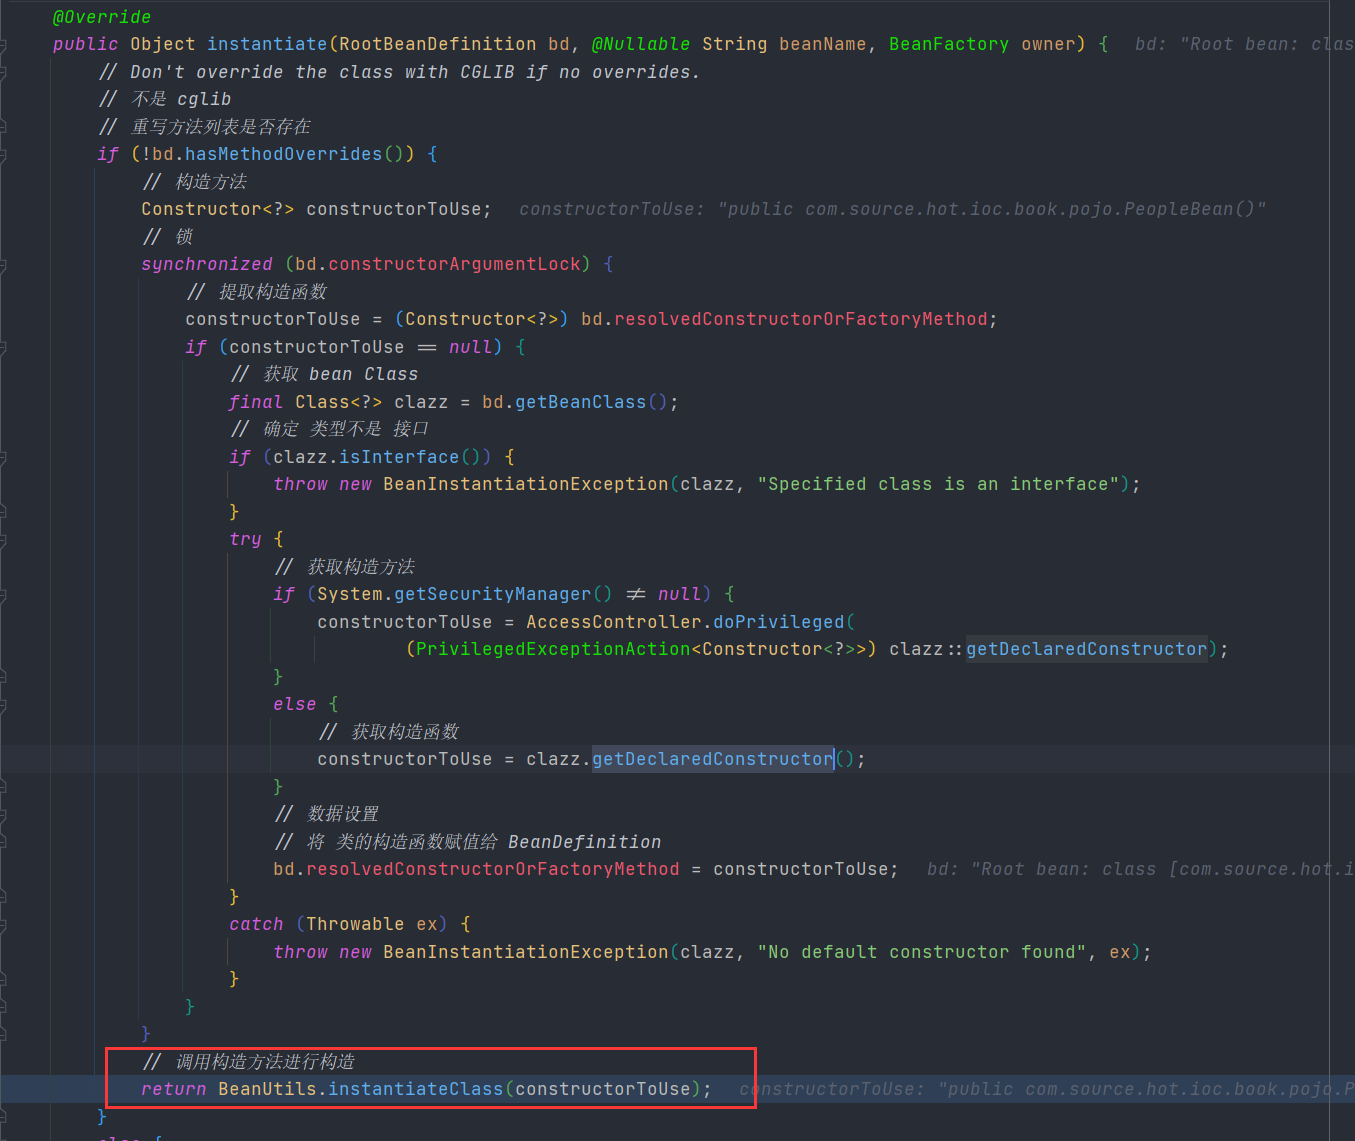 @Override
public Object instantiate(RootBeanDefinition bd, @Nullable String beanName, BeanFactory owner) {  bd: "Root bean: clas
// Don't override the class with CGLIB if no overrides.
// 不是 cglib
// 重写方法列表是否存在
if (!bd.hasMethodOverrides()) {
// 构造方法
Constructor<?> constructorToUse;  constructorToUse: "public com.source.hot.ioc.book.pojo.PeopleBean()"
// 锁
synchronized (bd.constructorArgumentLock) {
// 提取构造函数
constructorToUse = (Constructor<?>) bd.resolvedConstructorOrFactoryMethod;
if (constructorToUse == null) {
// 获取 bean Class
final Class<?> clazz = bd.getBeanClass();
// 确定 类型不是 接口
if (clazz.isInterface()) {
throw new BeanInstantiationException(clazz, "Specified class is an interface");
}
try {
// 获取构造方法
if (System.getSecurityManager() != null) {
constructorToUse = AccessController.doPrivileged(
(PrivilegedExceptionAction<Constructor<?>>) clazz::getDeclaredConstructor);
}
else {
// 获取构造函数
constructorToUse = clazz.getDeclaredConstructor();
}
// 数据设置
// 将 类的构造函数赋值给 BeanDefinition
bd.resolvedConstructorOrFactoryMethod = constructorToUse;  bd: "Root bean: class [com.source.hot.i
}
catch (Throwable ex) {
throw new BeanInstantiationException(clazz, "No default constructor found", ex);
}
}
}
// 调用构造方法进行构造
return BeanUtils.instantiateClass(constructorToUse);  constructorToUse: "public com.source.hot.ioc.book.pojo.P
}
else {